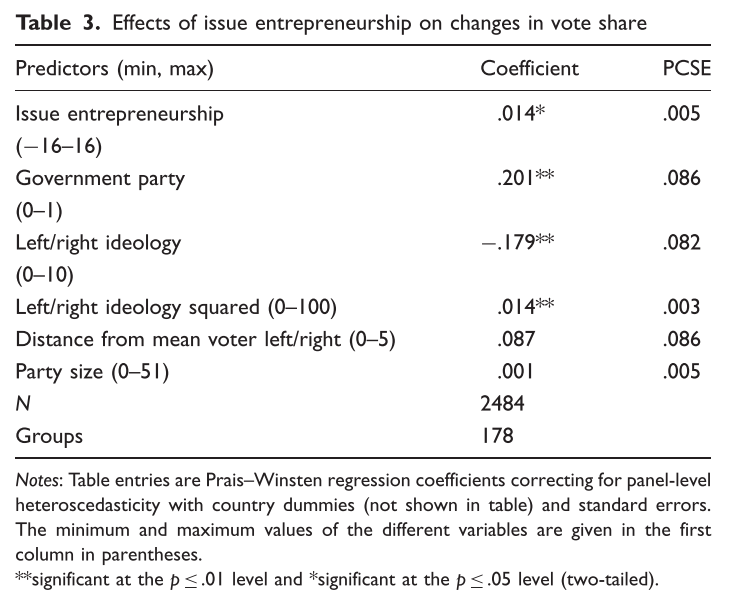 Table 3. Effects of issue entrepreneurship on changes in vote share
Predictors (min, max) Coefficient PCSE
Issue entrepreneurship .014* .005
(−16–16)
Government party .201** .086
(0–1)
Left/right ideology −.179** .082
(0–10)
Left/right ideology squared (0–100) .014** .003
Distance from mean voter left/right (0–5) .087 .086
Party size (0–51) .001 .005
N 2484
Groups 178
Notes: Table entries are Prais–Winsten regression coefficients correcting for panel-level
heteroscedasticity with country dummies (not shown in table) and standard errors.
The minimum and maximum values of the different variables are given in the first
column in parentheses.
**significant at the p ≤ .01 level and *significant at the p ≤ .05 level (two-tailed).